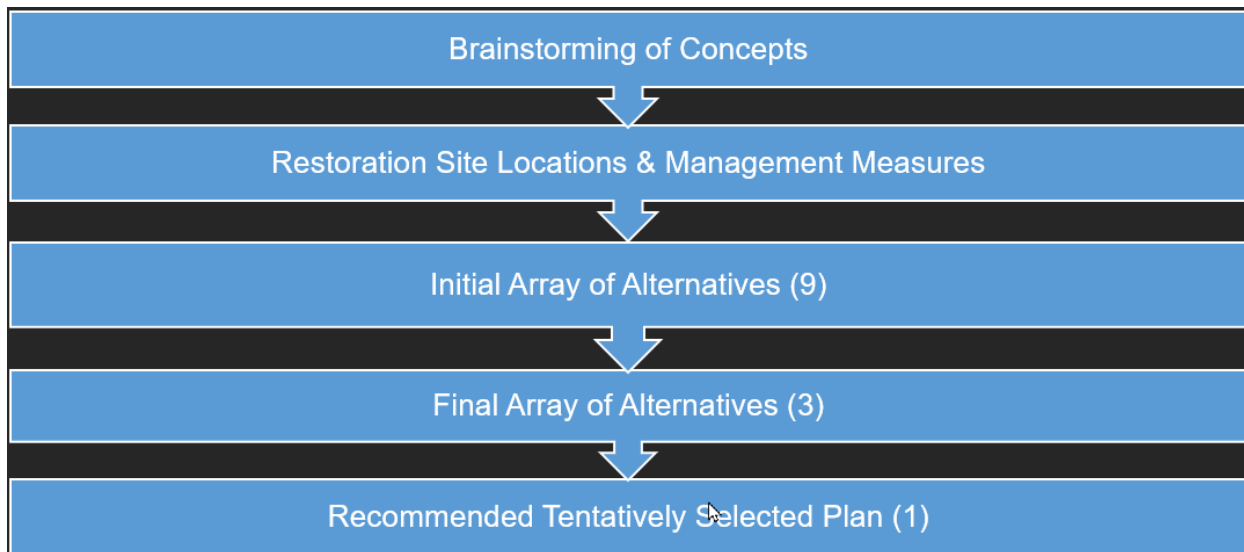 Brainstorming of Concepts
Restoration Site Locations & Management Measures
Initial Array of Alternatives (9)
Final Array of Alternatives (3)
Recommended Tentatively Selected Plan (1)